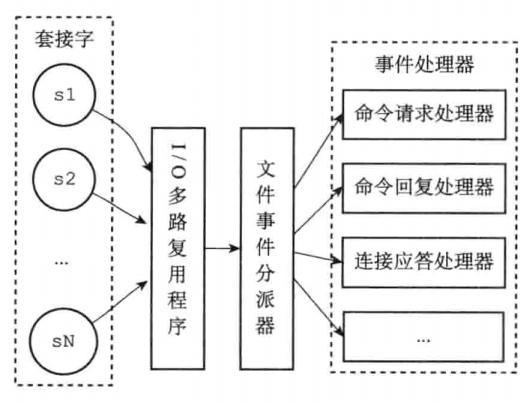 套接字
s1
s2
...
sN
I/O多路复用程序
文件事件分派器
事件处理器
命令请求处理器
命令回复处理器
连接应答处理器
...